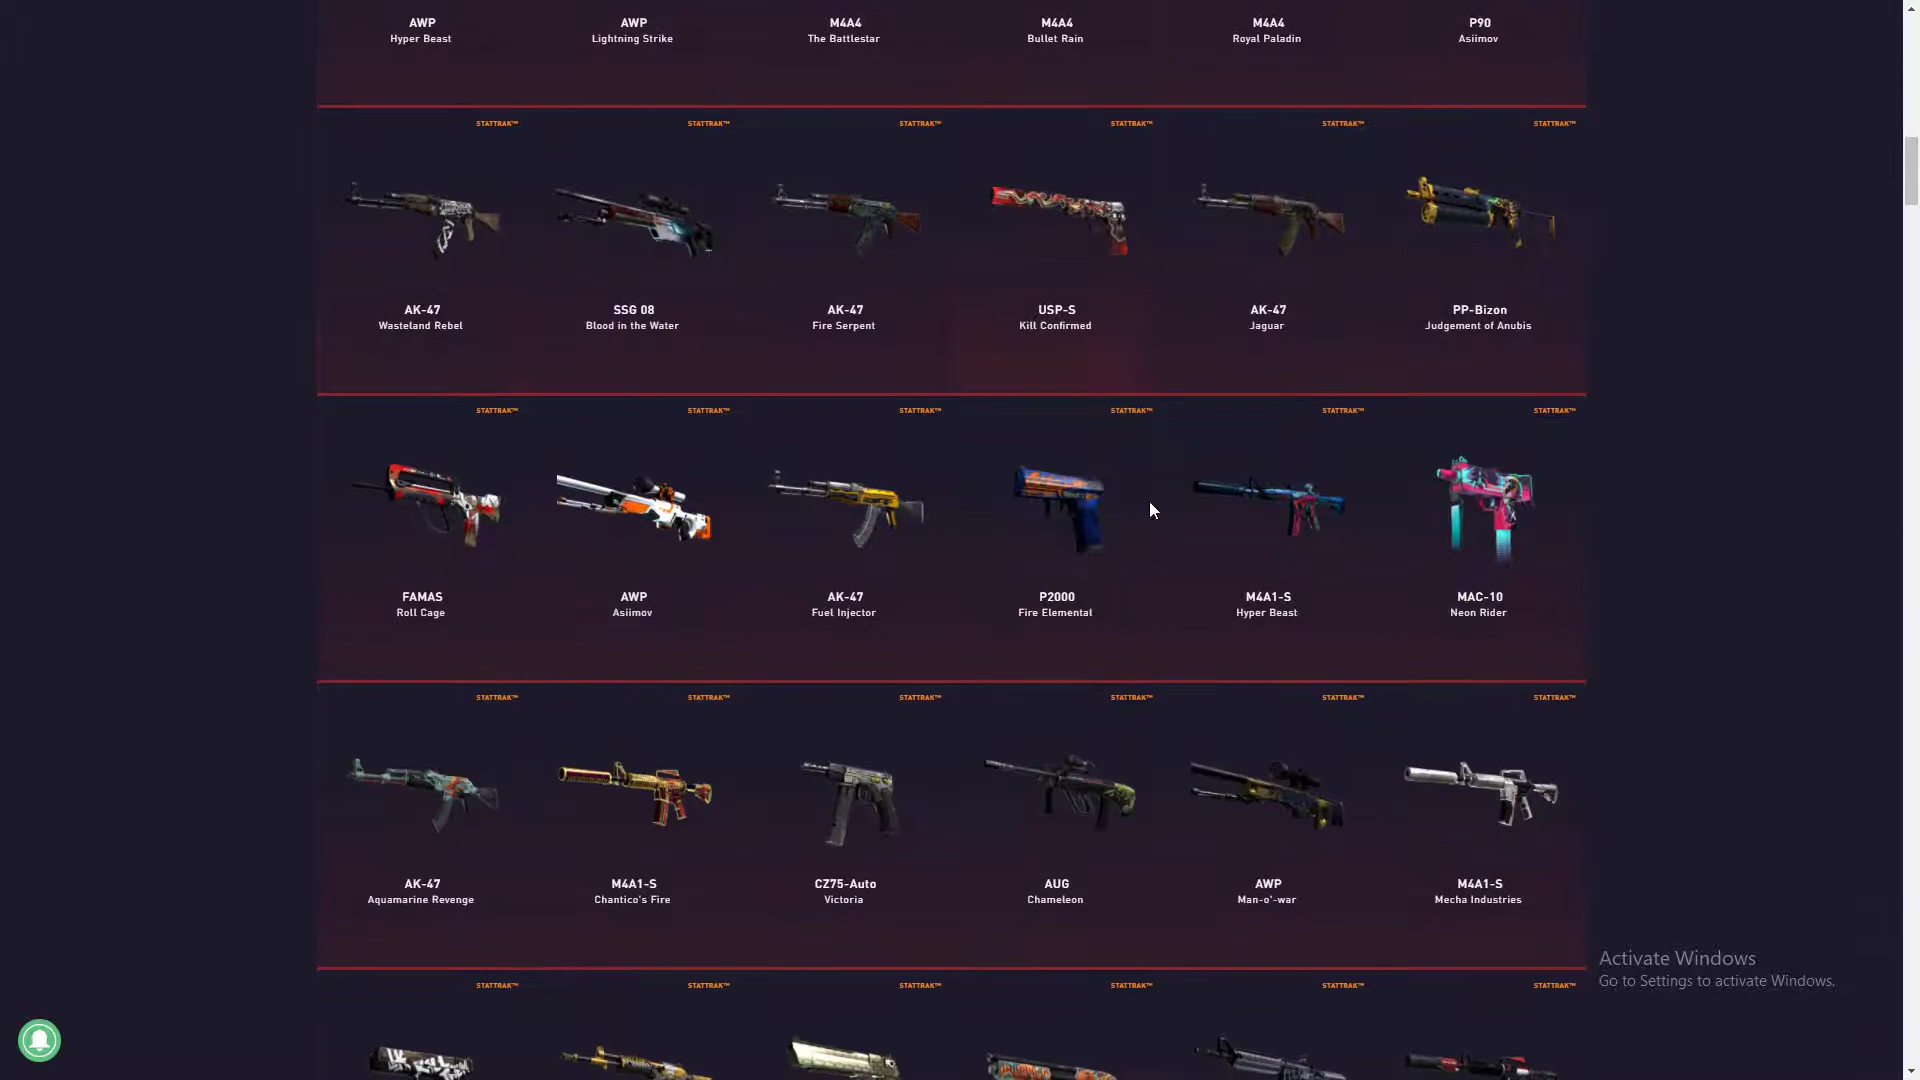 AWP
Hyper Beast
AWP
Lightning Strike
M4A4
The Battlestar
M4A4
Bullet Rain
M4A4
Royal Paladin
P90
Asiimov
STATTRAK™
STATTRAK™
STATTRAK™
STATTRAK™
STATTRAK™
STATTRAK™
AK-47
Wasteland Rebel
SSG 08
Blood in the Water
AK-47
Fire Serpent
USP-S
Kill Confirmed
AK-47
Jaguar
PP-Bizon
Judgement of Anubis
STATTRAK™
STATTRAK™
STATTRAK™
STATTRAK™
STATTRAK™
STATTRAK™
FAMAS
Roll Cage
AWP
Asiimov
AK-47
Fuel Injector
P2000
Fire Elemental
M4A1-S
Hyper Beast
MAC-10
Neon Rider
STATTRAK™
STATTRAK™
STATTRAK™
STATTRAK™
STATTRAK™
STATTRAK™
AK-47
Aquamarine Revenge
M4A1-S
Chantico's Fire
CZ75-Auto
Victoria
AUG
Chameleon
AWP
Man-o'-war
M4A1-S
Mecha Industries
Activate Windows
Go to Settings to activate Windows.
STATTRAK™
STATTRAK™
STATTRAK™
STATTRAK™
STATTRAK™
STATTRAK™